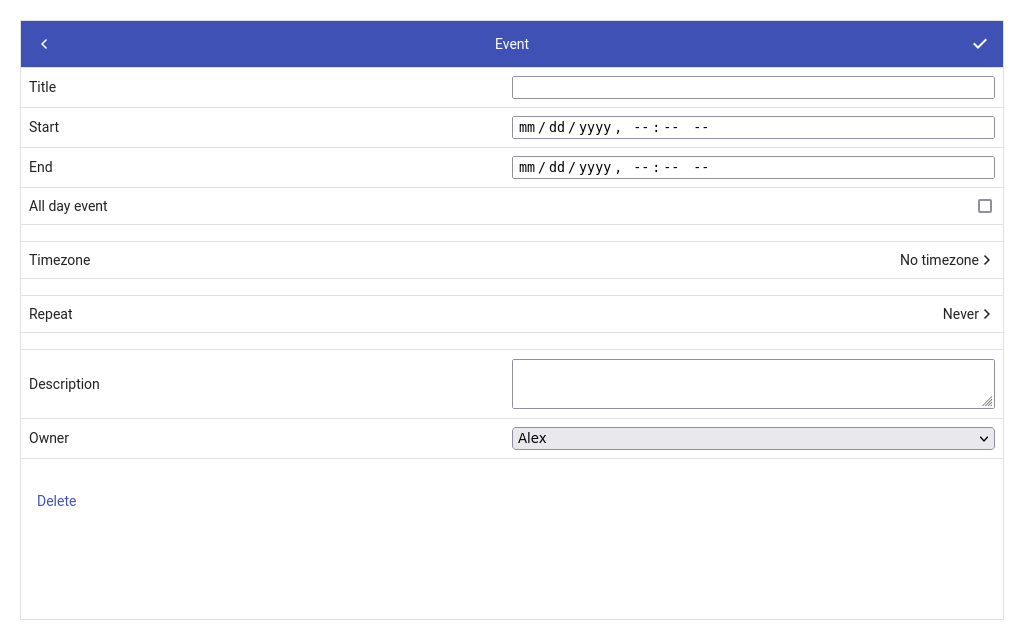 Event
Title
Start mm/dd/yyyy, --:-- --
End mm/dd/yyyy, --:-- --
All day event
Timezone No timezone
Repeat Never
Description
Owner Alex
Delete